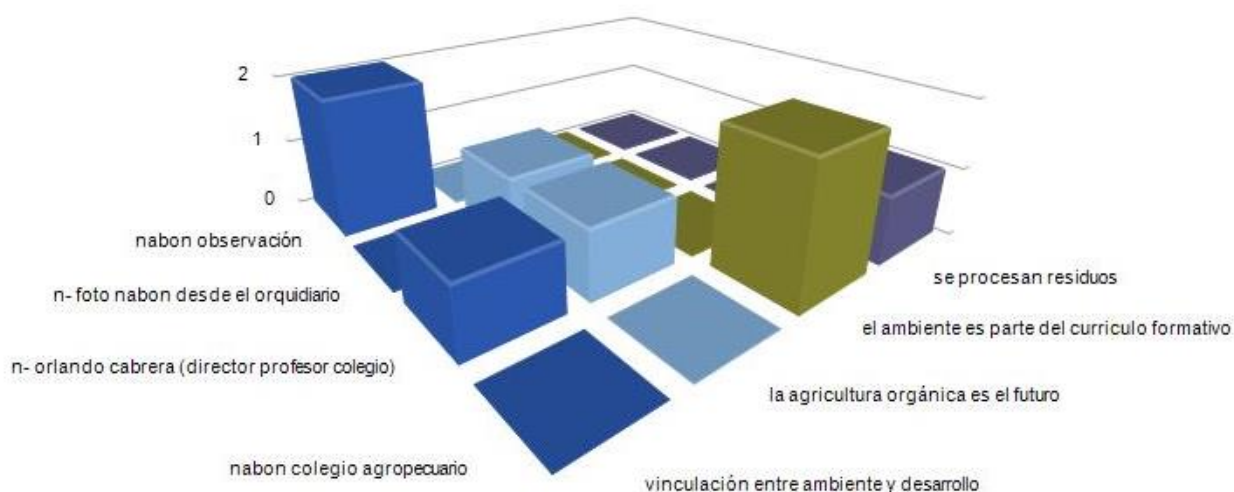 2
1
0
nabon observación
n- foto nabon desde el orquidiario
n- orlando cabrera (director profesor colegio)
nabon colegio agropecuario
se procesan residuos
el ambiente es parte del curriculo formativo
la agricultura orgánica es el futuro
vinculación entre ambiente y desarrollo